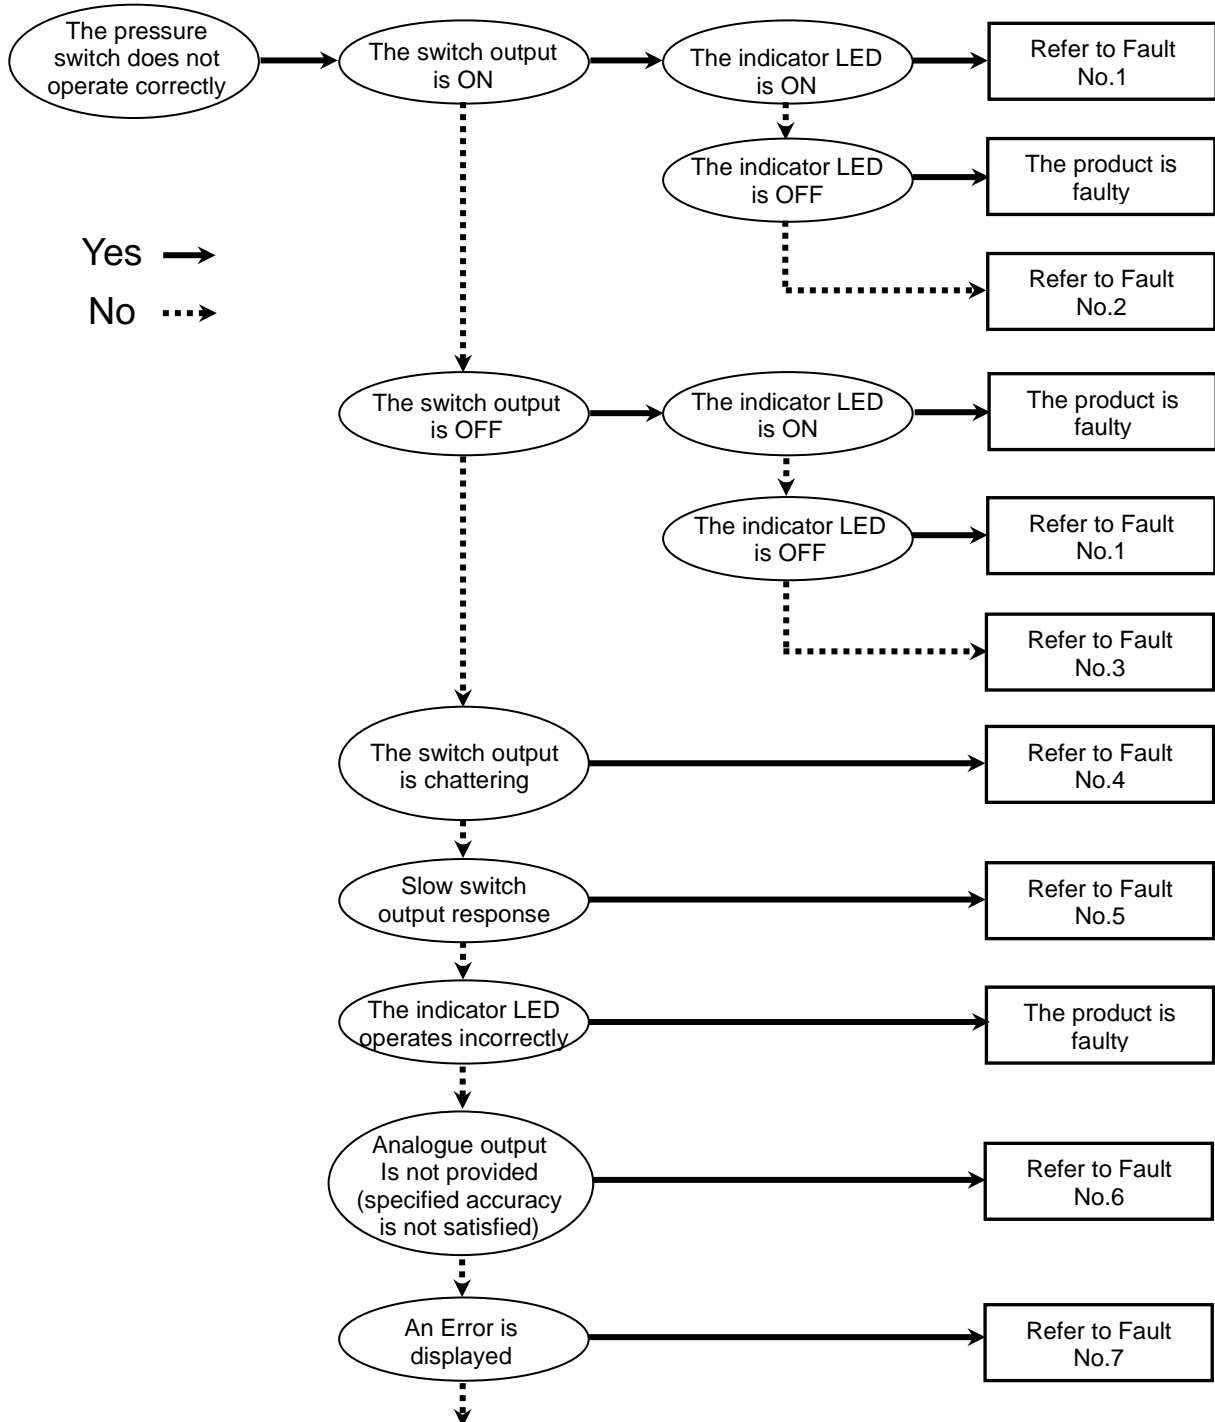 The pressure
switch does not
operate correctly
The switch output
is ON
The indicator LED
is ON
Refer to Fault
No.1
The indicator LED
is OFF
The product is
faulty
Yes
No
Refer to Fault
No.2
The switch output
is OFF
The indicator LED
is ON
The product is
faulty
The indicator LED
is OFF
Refer to Fault
No.1
Refer to Fault
No.3
The switch output
is chattering
Refer to Fault
No.4
Slow switch
output response
Refer to Fault
No.5
The indicator LED
operates incorrectly
The product is
faulty
Analogue output
Is not provided
(specified accuracy
is not satisfied)
Refer to Fault
No.6
An Error is
displayed
Refer to Fault
No.7